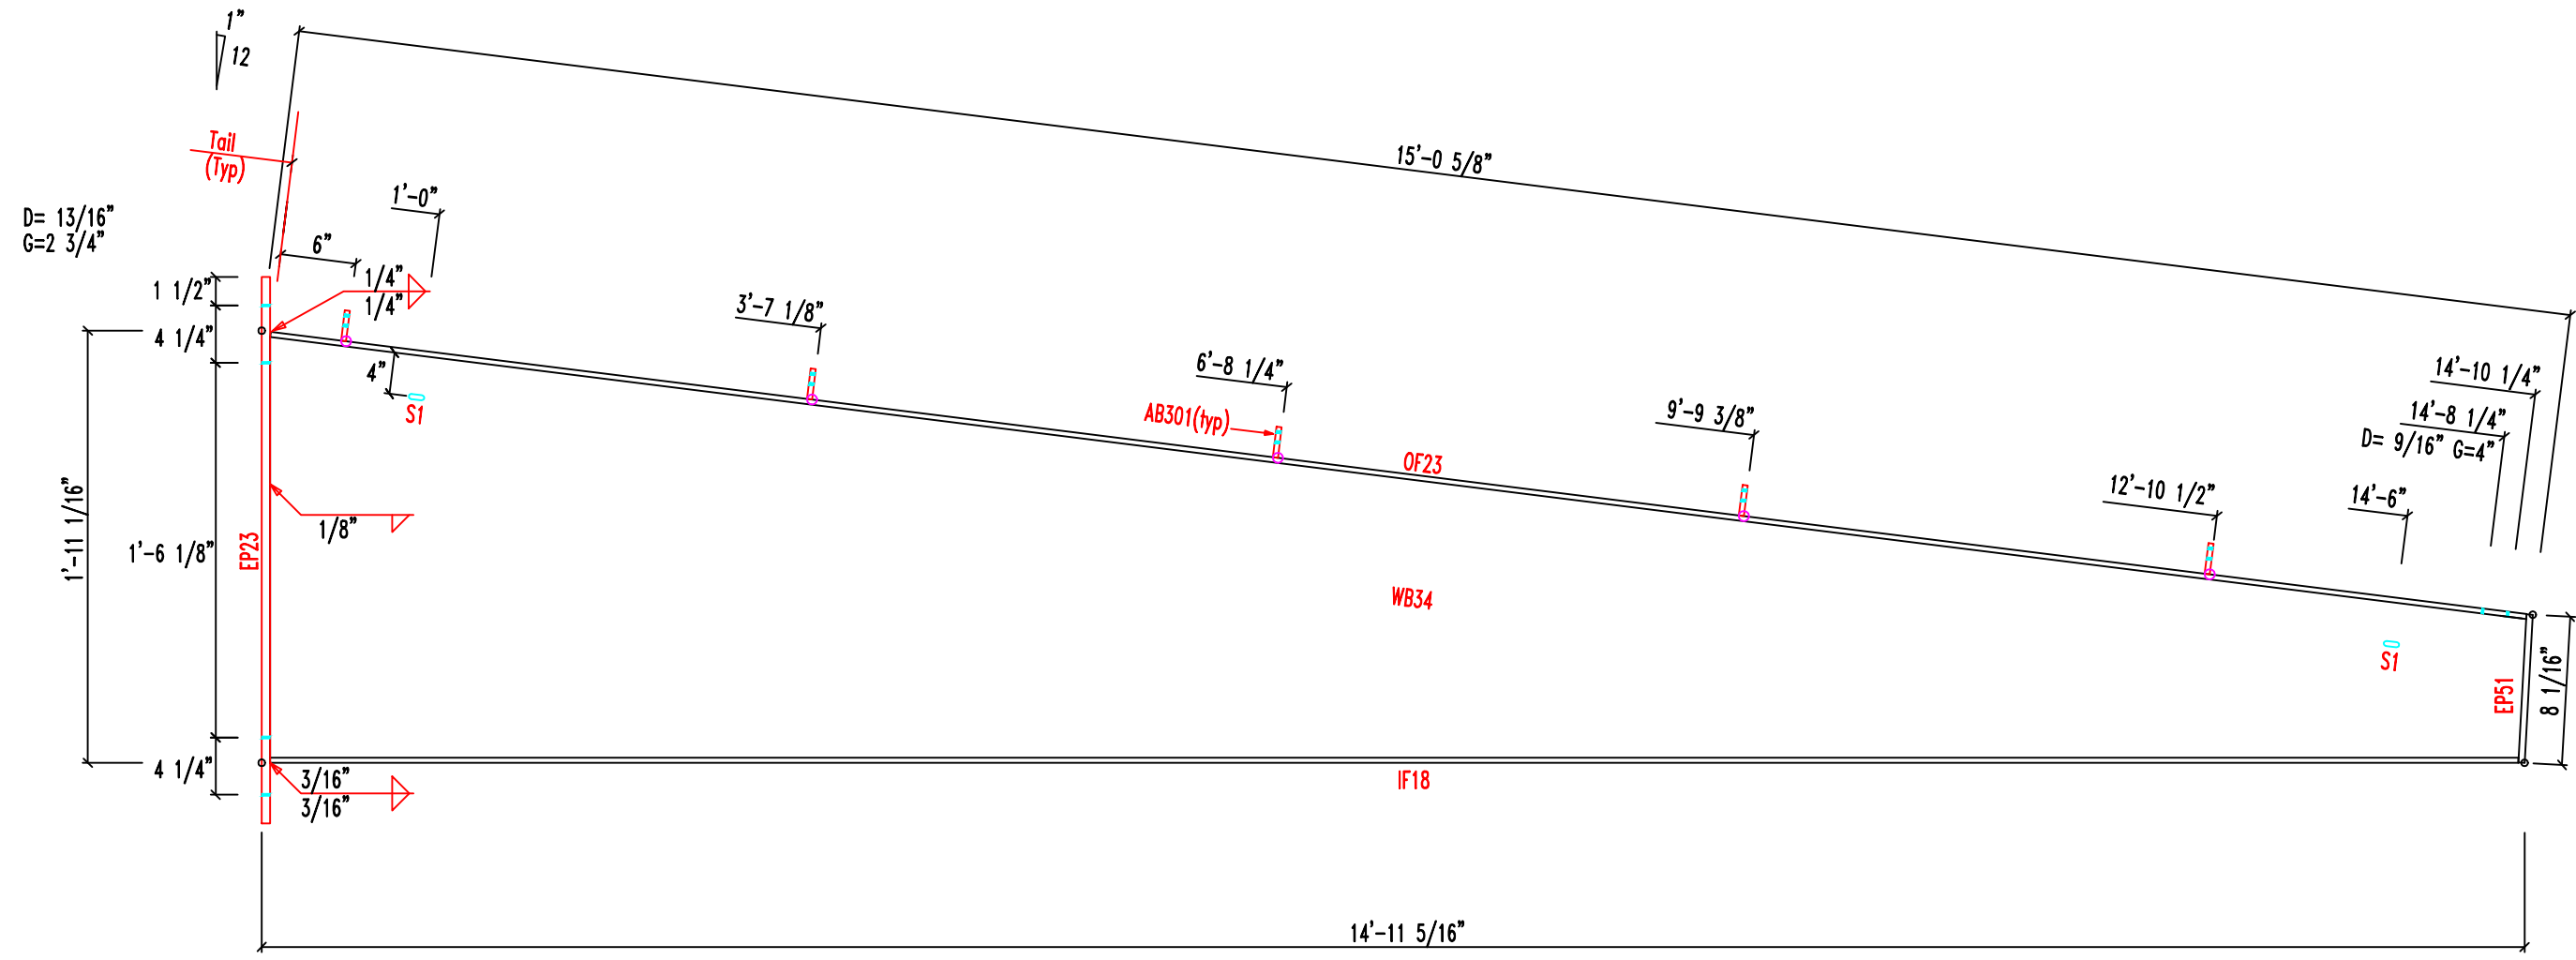 1”
12
15'-0 5/8”
Tail
(Typ)
1'-0”
D= 13/16”
G=2 3/4”
6”
1/4”
1/4”
1 1/2”
4 1/4”
3'-7 1/8”
4”
S1
6'-8 1/4”
AB301(typ)
9'-9 3/8”
14'-10 1/4”
14'-8 1/4”
D= 9/16” G=4”
OF23
12'-10 1/2”
14'-6”
1'-11 1/16”
1'-6 1/8”
EP23
1/8”
WB34
S1
EP51
8 1/16”
4 1/4”
3/16”
3/16”
IF18
14'-11 5/16”